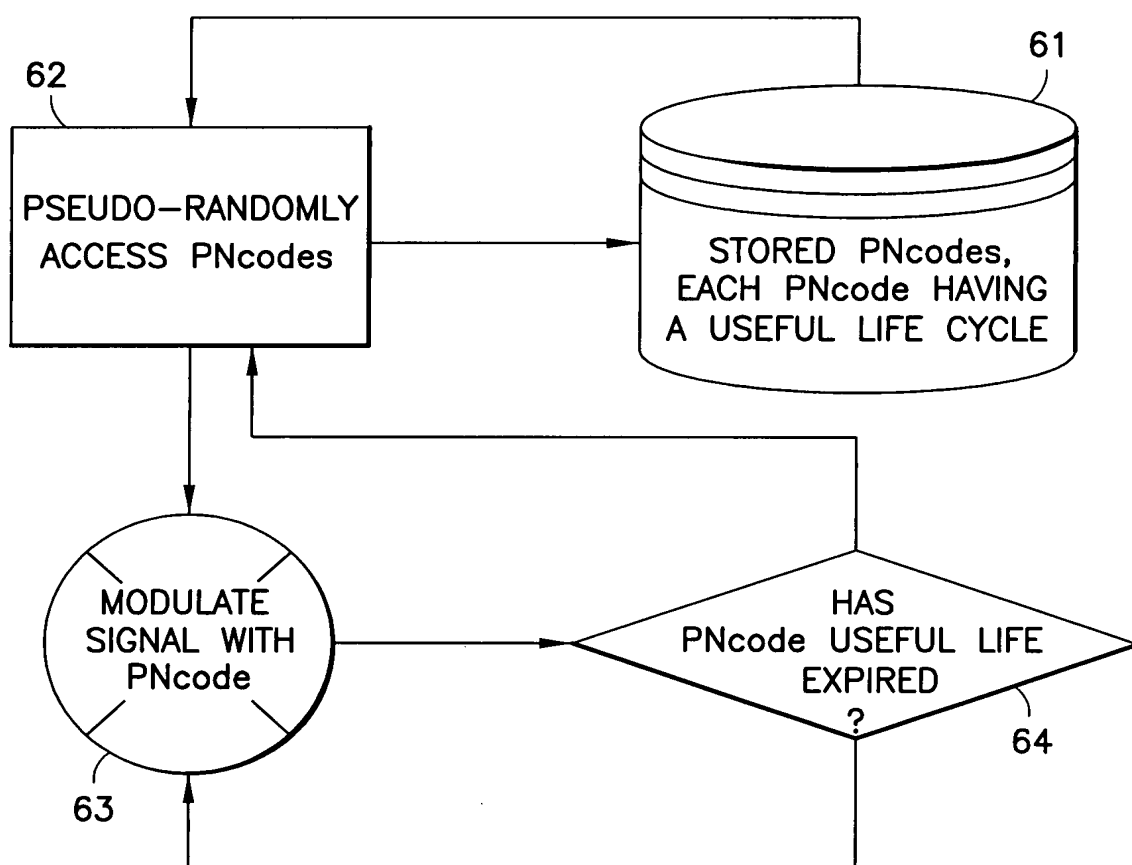 62
61
PSEUDO-RANDOMLY
ACCESS PNcodes
STORED PNcodes,
EACH PNcode HAVING
A USEFUL LIFE CYCLE
MODULATE
SIGNAL WITH
PNcode
HAS
PNcode USEFUL LIFE
EXPIRED
?
63
64